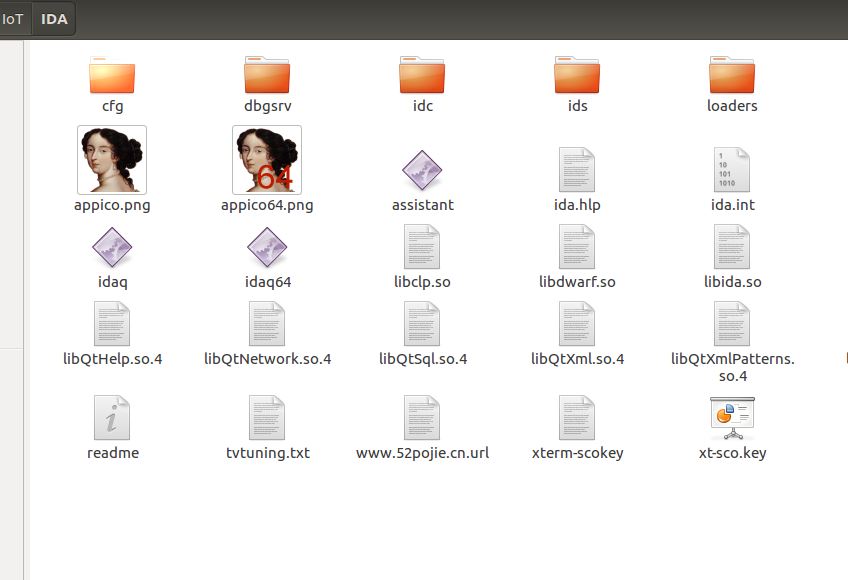 IoT IDA
cfg dbgsrv idc ids loaders
64
appico.png appico64.png assistant ida.hlp ida.int
1
10
101
1010
idaq idaq64 libclp.so libdwarf.so libida.so
libQtHelp.so.4 libQtNetwork.so.4 libQtSql.so.4 libQtXml.so.4 libQtXmlPatterns.
so.4
readme tvtuning.txt www.52pojie.cn.url xterm-scokey xt-sco.key